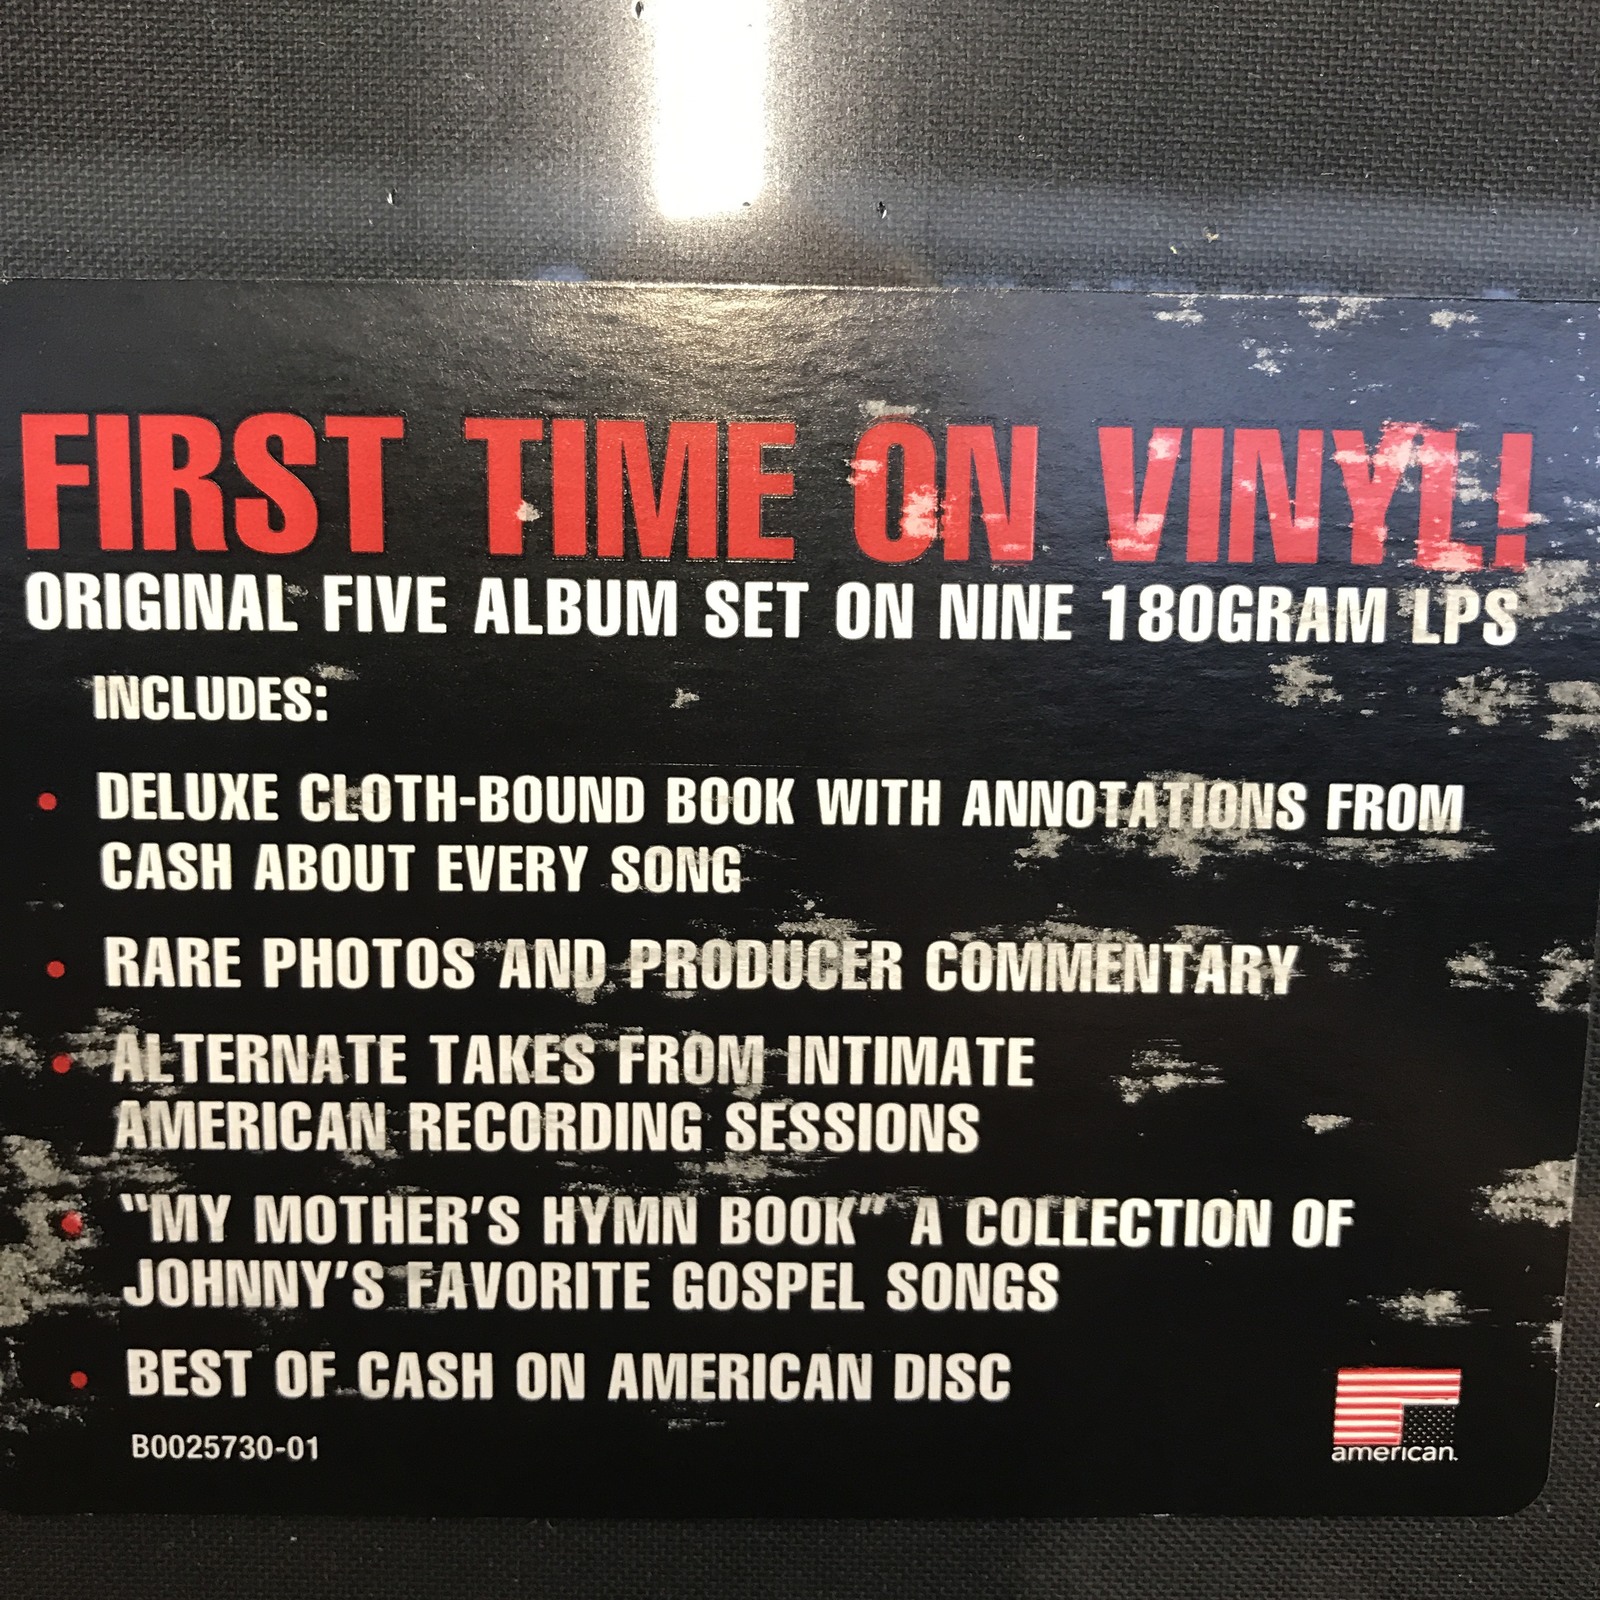 FIRST TIME ON VINYL!
ORIGINAL FIVE ALBUM SET ON NINE 180GRAM LPS
INCLUDES:
• DELUXE CLOTH-BOUND BOOK WITH ANNOTATIONS FROM
CASH ABOUT EVERY SONG
• RARE PHOTOS AND PRODUCER COMMENTARY
• ALTERNATE TAKES FROM INTIMATE
AMERICAN RECORDING SESSIONS
• "MY MOTHER'S HYMN BOOK" A COLLECTION OF
JOHNNY'S FAVORITE GOSPEL SONGS
• BEST OF CASH ON AMERICAN DISC
B0025730-01
american.